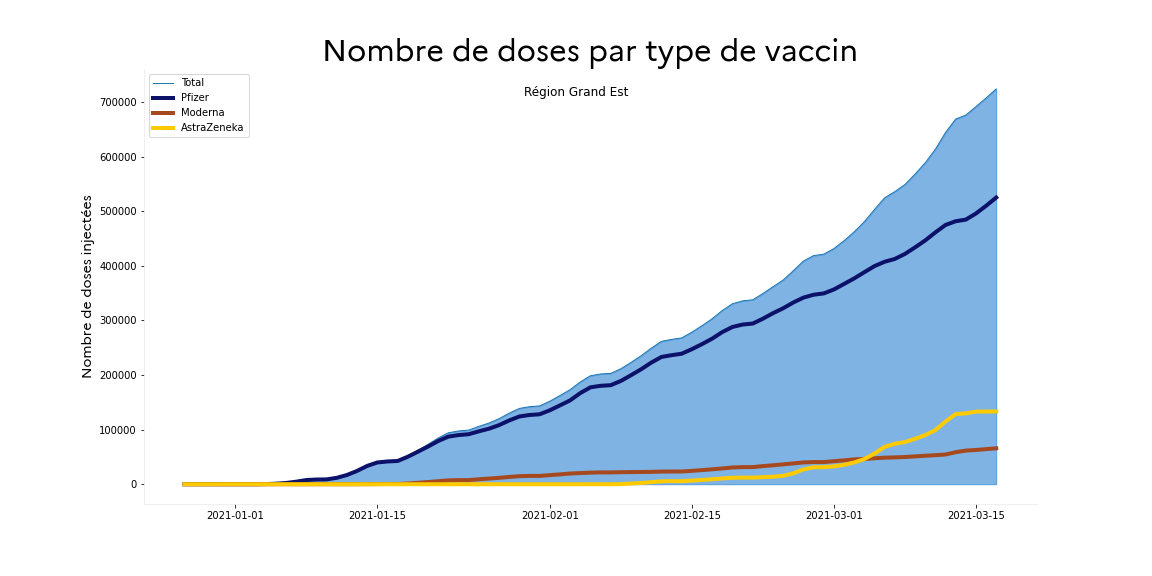 Nombre de doses par type de vaccin
Région Grand Est
Total
Pfizer
Moderna
AstraZeneka
Nombre de doses injectées
700000
600000
500000
400000
300000
200000
100000
0
2021-01-01
2021-01-15
2021-02-01
2021-02-15
2021-03-01
2021-03-15